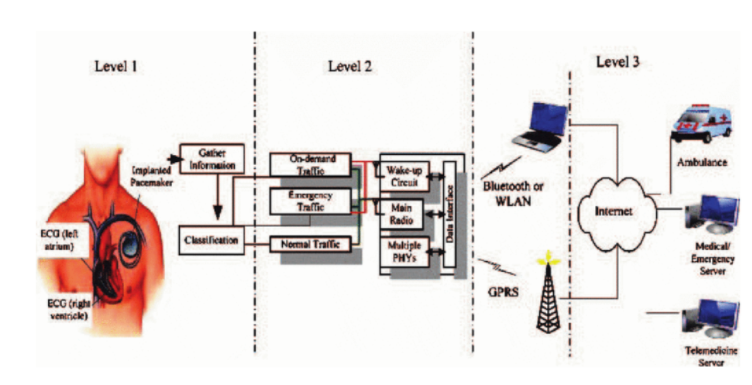 Level 1
Level 2
Level 3
Implanted
Pacemaker
Gather
Information
Classification
ECG (left
atrium)
ECG (right
ventricle)
On-demand
Traffic
Emergency
Traffic
Normal Traffic
Wake-up
Circuit
Main
Radio
Multiple
PHYs
Data Interface
Bluetooth or
WLAN
GPRS
Internet
Ambulance
Medical/
Emergency
Server
Telemedicine
Server